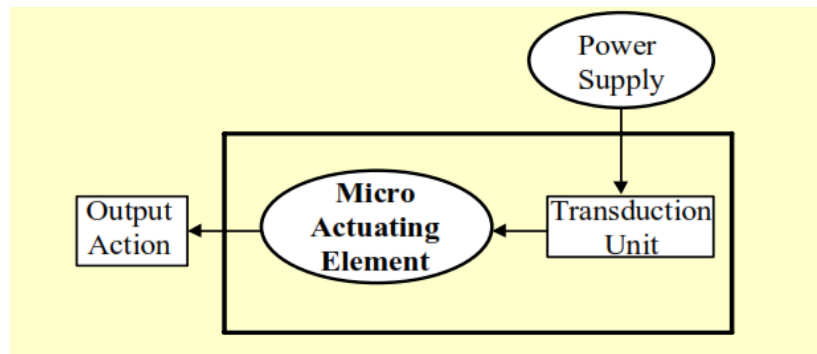 Power
Supply
Micro
Actuating
Element
Output
Action
Transduction
Unit